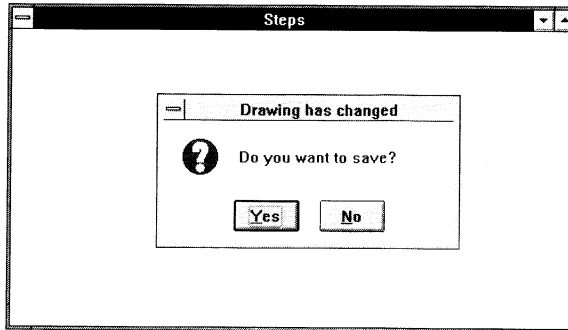 Steps
Drawing has changed
Do you want to save?
Yes
No